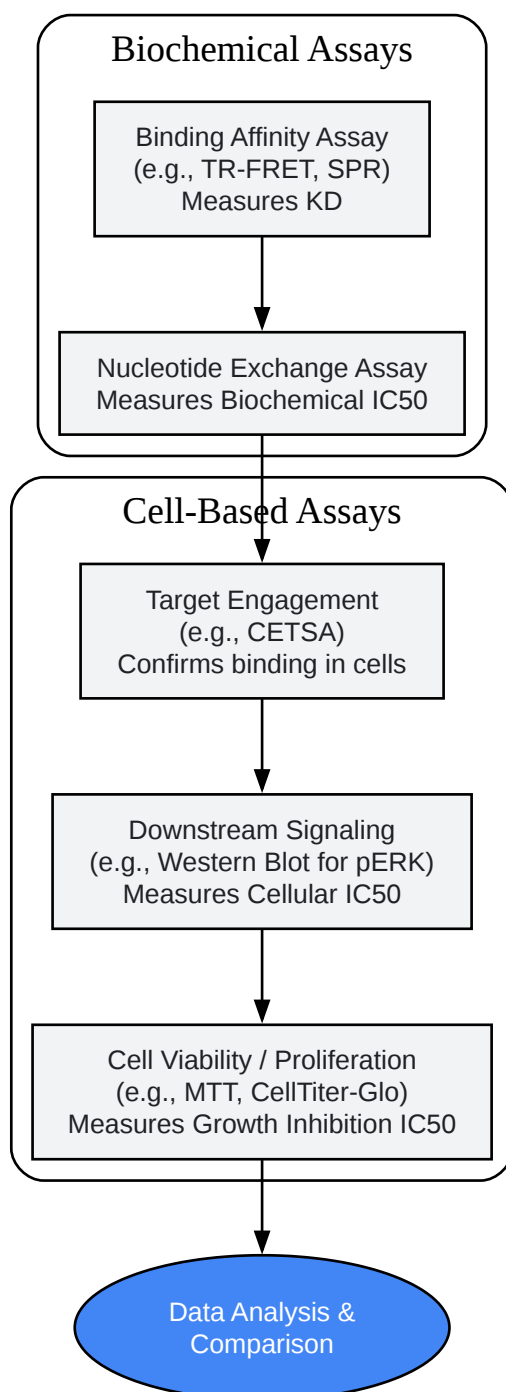 Biochemical Assays
Binding Affinity Assay
(e.g., TR-FRET, SPR)
Measures KD
Nucleotide Exchange Assay
Measures Biochemical IC50
Cell-Based Assays
Target Engagement
(e.g., CETSA)
Confirms binding in cells
Downstream Signaling
(e.g., Western Blot for pERK)
Measures Cellular IC50
Cell Viability / Proliferation
(e.g., MTT, CellTiter-Glo)
Measures Growth Inhibition IC50
Data Analysis &
Comparison